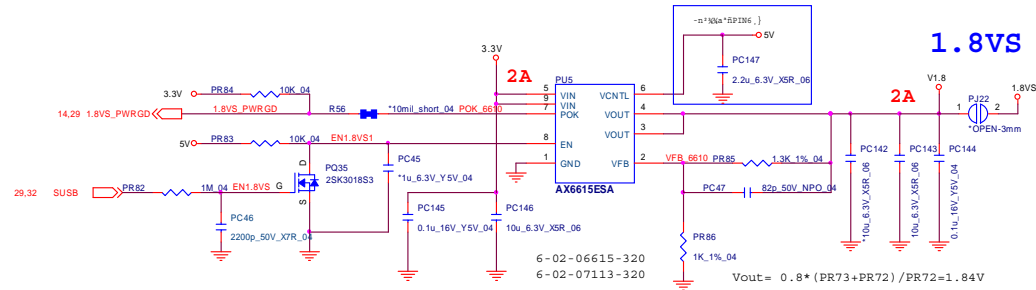 1.8VS
3.3V
2A
5V
PC147
2.2u_6.3V_X5R_06
3.3V
PR84
10K_04
14,29 1.8VS_PWRGD
1.8VS_PWRGD
R56
*10mil_short_04
POK_6610
PU5
5 VIN
9 VIN
7 POK
8 EN
1 GND
VCNTL 6
VOUT 4
VOUT 3
VFB 2
AX6615ESA
2A
V1.8
PJ22
1 2
*OPEN-3mm
1.8VS
5V
PR83
10K_04
EN1.8VS1
D
PQ35
2SK3018S3
G
S
29,32 SUSB
PR82
1M_04
EN1.8VS
PC46
2200p_50V_X7R_04
PC45
*1u_6.3V_Y5V_04
PC145
0.1u_16V_Y5V_04
PC146
10u_6.3V_X5R_06
VFB_6610
PR85
1.3K_1%_04
PC47
82p_50V_NPO_04
PR86
1K_1%_04
PC142
*10u_6.3V_X5R_06
PC143
10u_6.3V_X5R_06
PC144
0.1u_16V_Y5V_04
6-02-06615-320
6-02-07113-320
Vout= 0.8*(PR73+PR72)/PR72=1.84V